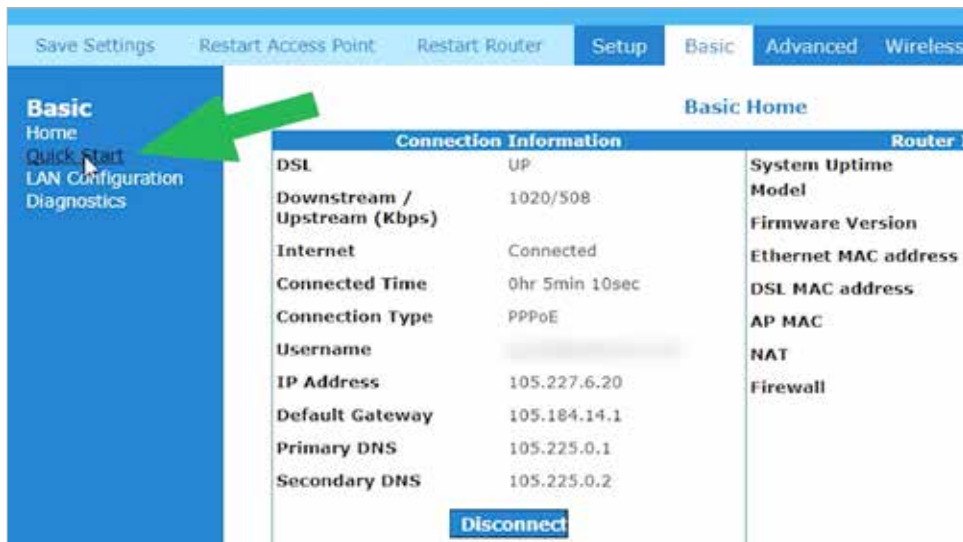 Save Settings Restart Access Point Restart Router Setup Basic Advanced Wireless
Basic
Home
Quick Start
LAN Configuration
Diagnostics
Basic Home
Connection Information
DSL UP
Downstream /
Upstream (Kbps) 1020/508
Internet Connected
Connected Time 0hr 5min 10sec
Connection Type PPPoE
Username
IP Address 105.227.6.20
Default Gateway 105.184.14.1
Primary DNS 105.225.0.1
Secondary DNS 105.225.0.2
Disconnect
Router
System Uptime
Model
Firmware Version
Ethernet MAC address
DSL MAC address
AP MAC
NAT
Firewall